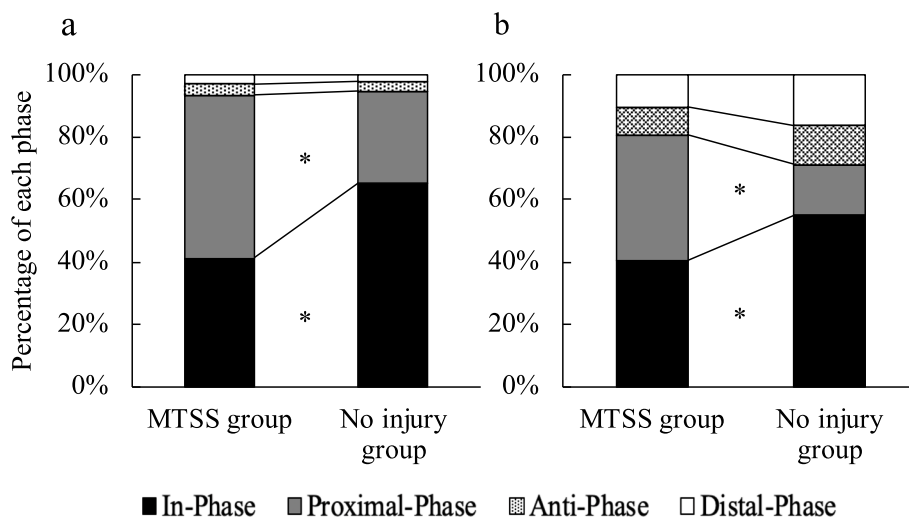 a
b
Percentage of each phase
100%
80%
60%
40%
20%
0%
*
*
MTSS group
No injury
group
100%
80%
60%
40%
20%
0%
*
*
MTSS group
No injury
group
In-Phase Proximal-Phase Anti-Phase Distal-Phase